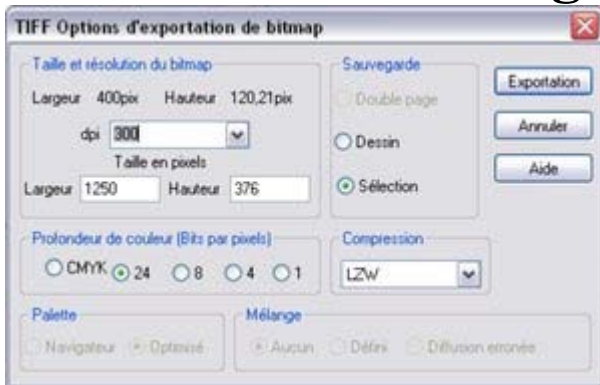 TIFF Options d'exportation de bitmap
Taille et résolution du bitmap
Largeur 400pix Hauteur 120,21pix
dpi 300
Taille en pixels
Largeur 1250 Hauteur 376
Sauvegarde
Double page
Dessin
Sélection
Exportation
Annuler
Aide
Profondeur de couleur (Bits par pixels)
CMYK 24 8 4 1
Compression
LZW
Palette
Navigateur Optimisé
Mélange
Aucun Défini Diffusion erronée